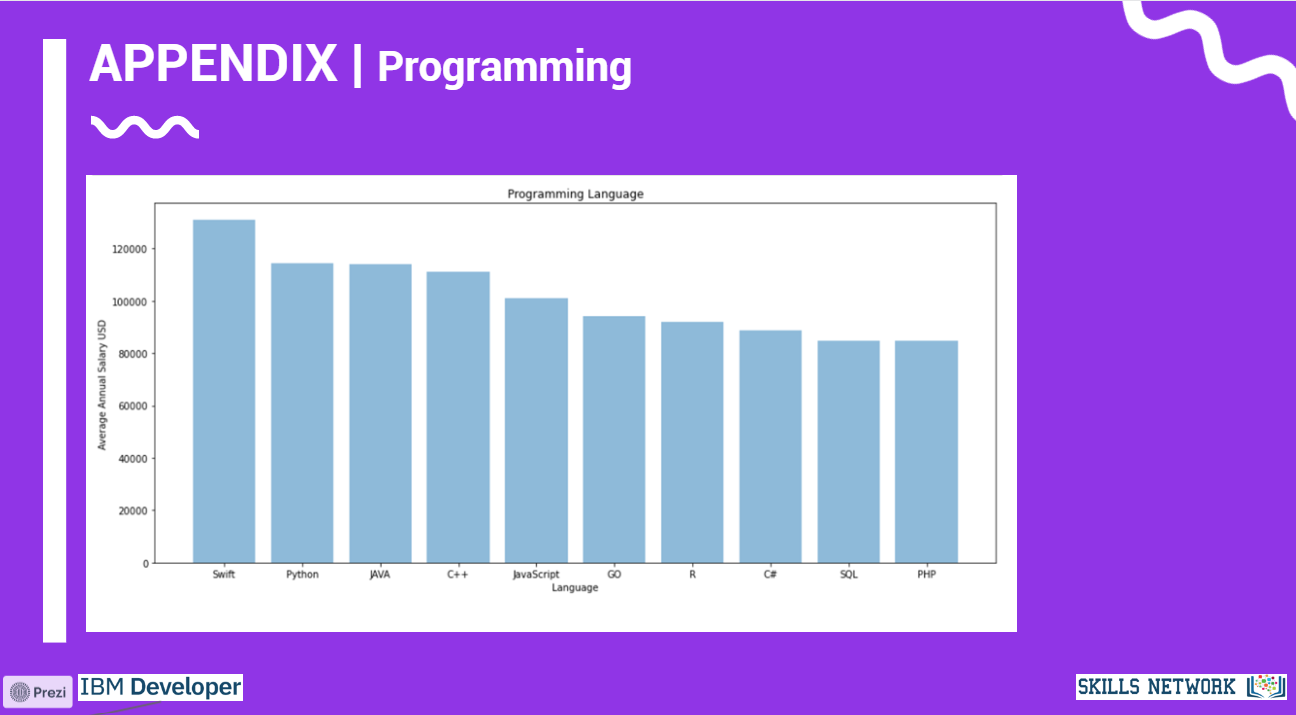 APPENDIX | Programming
Programming Language
120000
100000
80000
60000
40000
20000
0
Average Annual Salary USD
Swift Python JAVA C++ JavaScript GO R C# SQL PHP
Language
Prezi
IBM Developer
SKILLS NETWORK